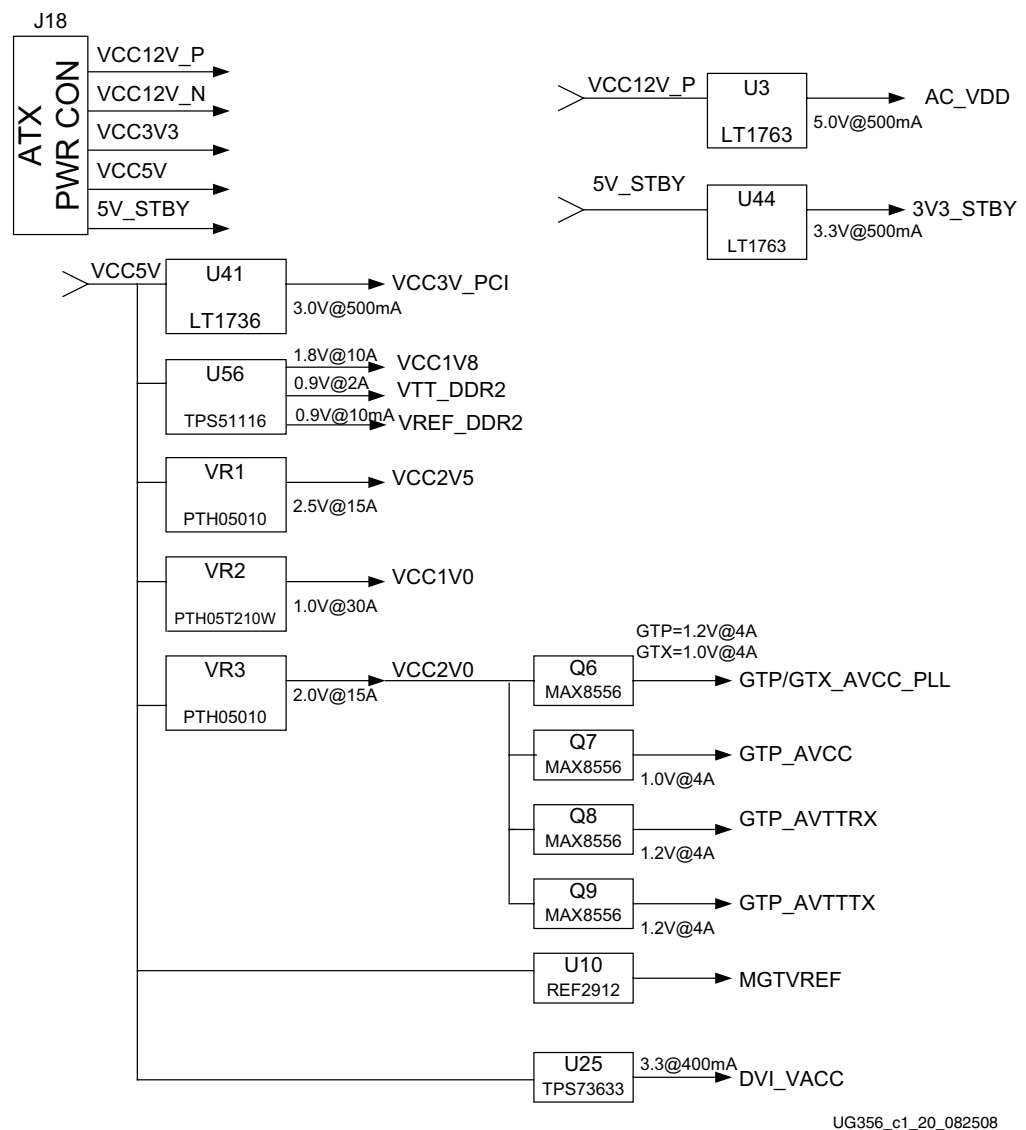 J18
ATX
PWR CON
VCC12V_P
VCC12V_N
VCC3V3
VCC5V
5V_STBY
VCC12V_P
U3
LT1763
5.0V@500mA
AC_VDD
5V_STBY
U44
LT1763
3.3V@500mA
3V3_STBY
VCC5V
U41
LT1736
3.0V@500mA
VCC3V_PCI
U56
TPS51116
1.8V@10A
VCC1V8
0.9V@2A
VTT_DDR2
0.9V@10mA
VREF_DDR2
VR1
PTH05010
2.5V@15A
VCC2V5
VR2
PTH05T210W
1.0V@30A
VCC1V0
VR3
PTH05010
2.0V@15A
VCC2V0
Q6
MAX8556
GTP=1.2V@4A
GTX=1.0V@4A
GTP/GTX_AVCC_PLL
Q7
MAX8556
1.0V@4A
GTP_AVCC
Q8
MAX8556
1.2V@4A
GTP_AVTTRX
Q9
MAX8556
1.2V@4A
GTP_AVTTTX
U10
REF2912
MGTVREF
U25
TPS73633
3.3@400mA
DVI_VACC
UG356_c1_20_082508